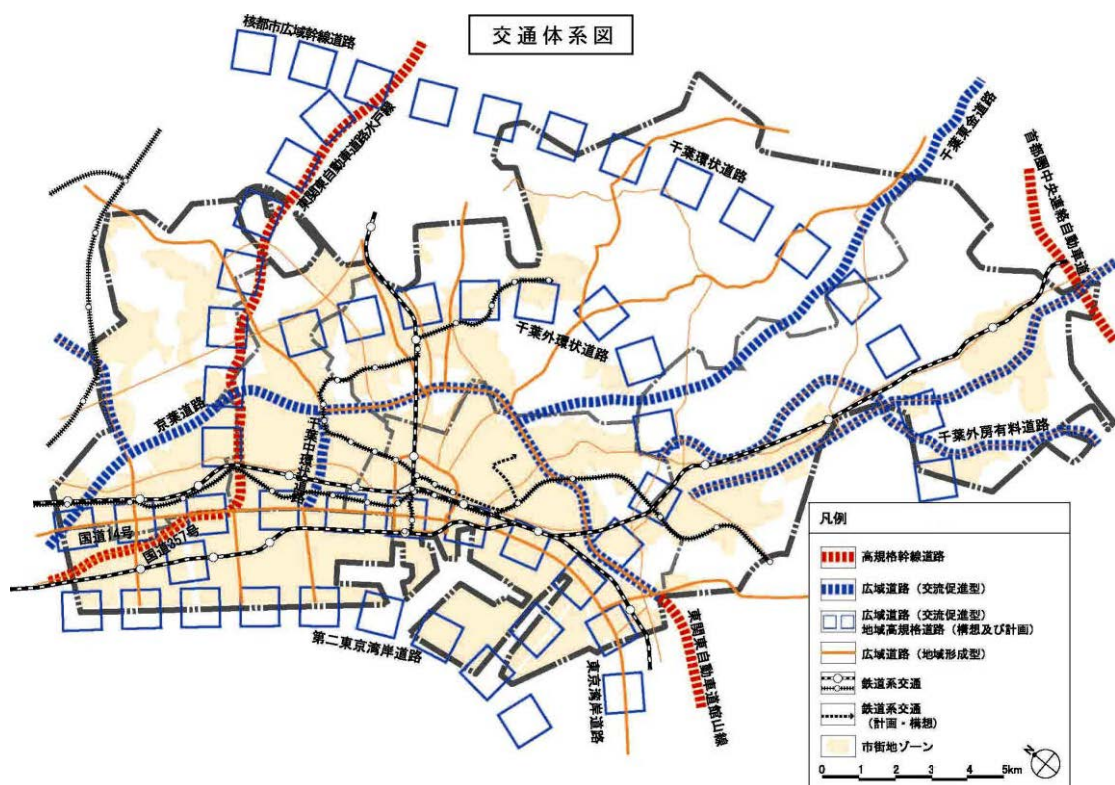 交通体系図
核都市広域幹線道路
東関東自動車道路水戸線
千葉環状道路
千葉東金道路
首都圏中央連絡自動車道
千葉外環状道路
京葉道路
千葉中環状道路
千葉外房有料道路
国道14号
国道357号
第二東京湾岸道路
東京湾岸道路
東関東自動車道館山線
凡例
高規格幹線道路
広域道路（交流促進型）
広域道路（交流促進型）
地域高規格道路（構想及び計画）
広域道路（地域形成型）
鉄道系交通
鉄道系交通
（計画・構想）
市街地ゾーン
N
0 1 2 3 4 5km